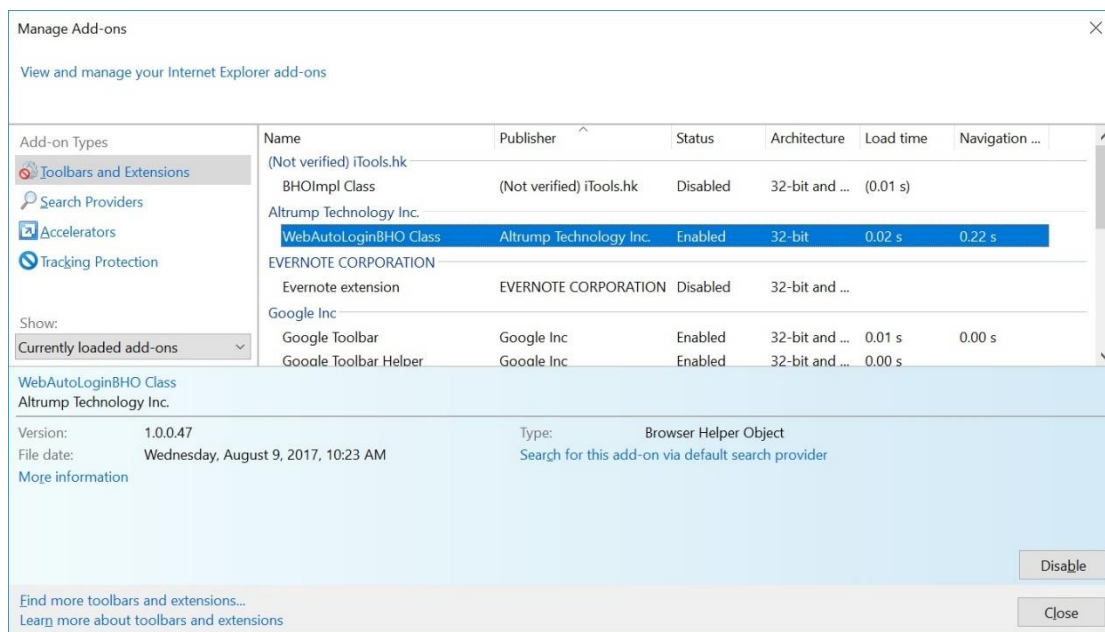 Manage Add-ons
View and manage your Internet Explorer add-ons
Add-on Types
Toolbars and Extensions
Search Providers
Accelerators
Tracking Protection
Show:
Currently loaded add-ons
Name Publisher Status Architecture Load time Navigation ...
(Not verified) iTools.hk
BHOImpl Class (Not verified) iTools.hk Disabled 32-bit and ... (0.01 s)
Altrump Technology Inc.
WebAutoLoginBHO Class Altrump Technology Inc. Enabled 32-bit 0.02 s 0.22 s
EVERNOTE CORPORATION
Evernote extension EVERNOTE CORPORATION Disabled 32-bit and ...
Google Inc
Google Toolbar Google Inc Enabled 32-bit and ... 0.01 s 0.00 s
Google Toolbar Helper Google Inc Enabled 32-bit and ... 0.00 s
WebAutoLoginBHO Class
Altrump Technology Inc.
Version: 1.0.0.47 Type: Browser Helper Object
File date: Wednesday, August 9, 2017, 10:23 AM Search for this add-on via default search provider
More information
Disable
Find more toolbars and extensions...
Learn more about toolbars and extensions
Close